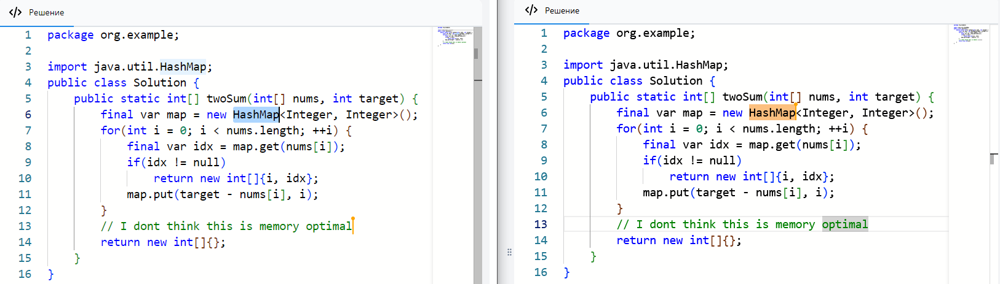 Решение
1 package org.example;
2
3 import java.util.HashMap;
4 public class Solution {
5     public static int[] twoSum(int[] nums, int target) {
6         final var map = new HashMap<Integer, Integer>();
7         for(int i = 0; i < nums.length; ++i) {
8             final var idx = map.get(nums[i]);
9             if(idx != null)
10                 return new int[]{i, idx};
11             map.put(target - nums[i], i);
12         }
13         // I dont think this is memory optimal
14         return new int[]{};
15     }
16 }
Решение
1 package org.example;
2
3 import java.util.HashMap;
4 public class Solution {
5     public static int[] twoSum(int[] nums, int target) {
6         final var map = new HashMap<Integer, Integer>();
7         for(int i = 0; i < nums.length; ++i) {
8             final var idx = map.get(nums[i]);
9             if(idx != null)
10                 return new int[]{i, idx};
11             map.put(target - nums[i], i);
12         }
13         // I dont think this is memory optimal
14         return new int[]{};
15     }
16 }